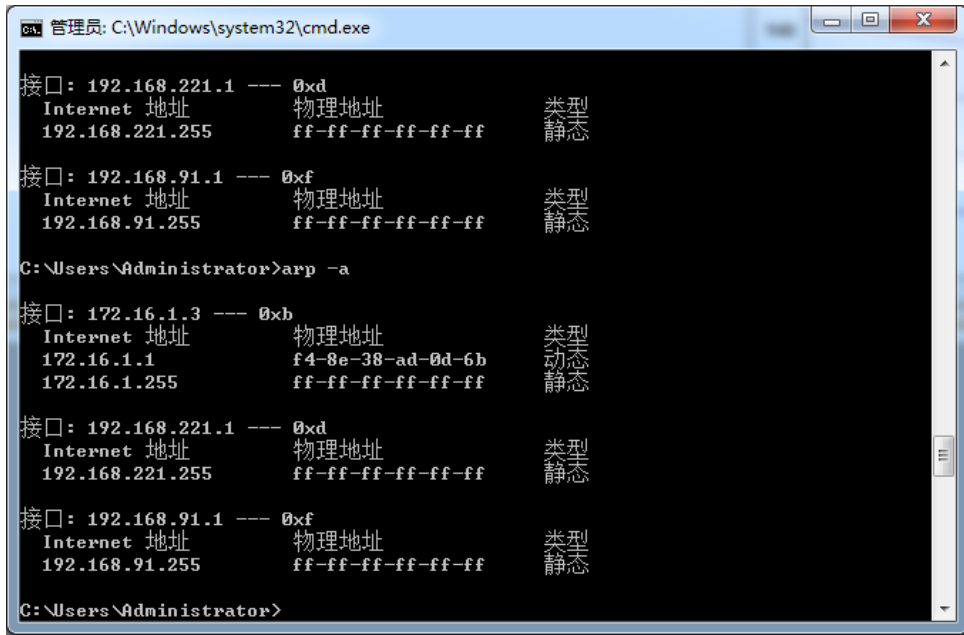 管理员: C:\Windows\system32\cmd.exe
接口: 192.168.221.1 --- 0xd
Internet 地址 物理地址 类型
192.168.221.255 ff-ff-ff-ff-ff-ff 静态
接口: 192.168.91.1 --- 0xf
Internet 地址 物理地址 类型
192.168.91.255 ff-ff-ff-ff-ff-ff 静态
C:\Users\Administrator>arp -a
接口: 172.16.1.3 --- 0xb
Internet 地址 物理地址 类型
172.16.1.1 f4-8e-38-ad-0d-6b 动态
172.16.1.255 ff-ff-ff-ff-ff-ff 静态
接口: 192.168.221.1 --- 0xd
Internet 地址 物理地址 类型
192.168.221.255 ff-ff-ff-ff-ff-ff 静态
接口: 192.168.91.1 --- 0xf
Internet 地址 物理地址 类型
192.168.91.255 ff-ff-ff-ff-ff-ff 静态
C:\Users\Administrator>